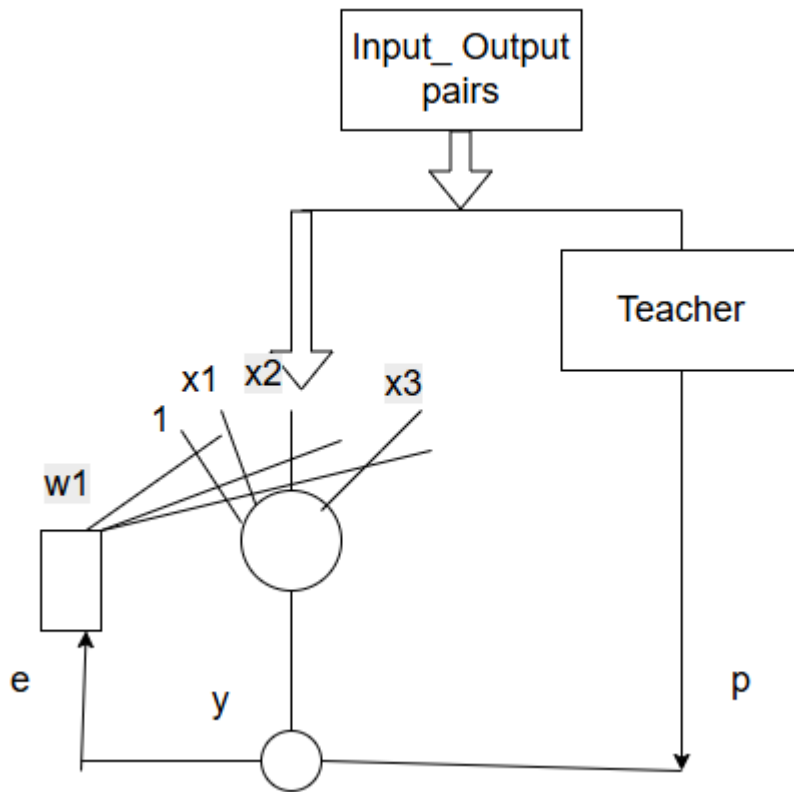 Input_ Output
pairs
Teacher
x1
x2
x3
1
w1
e
y
p